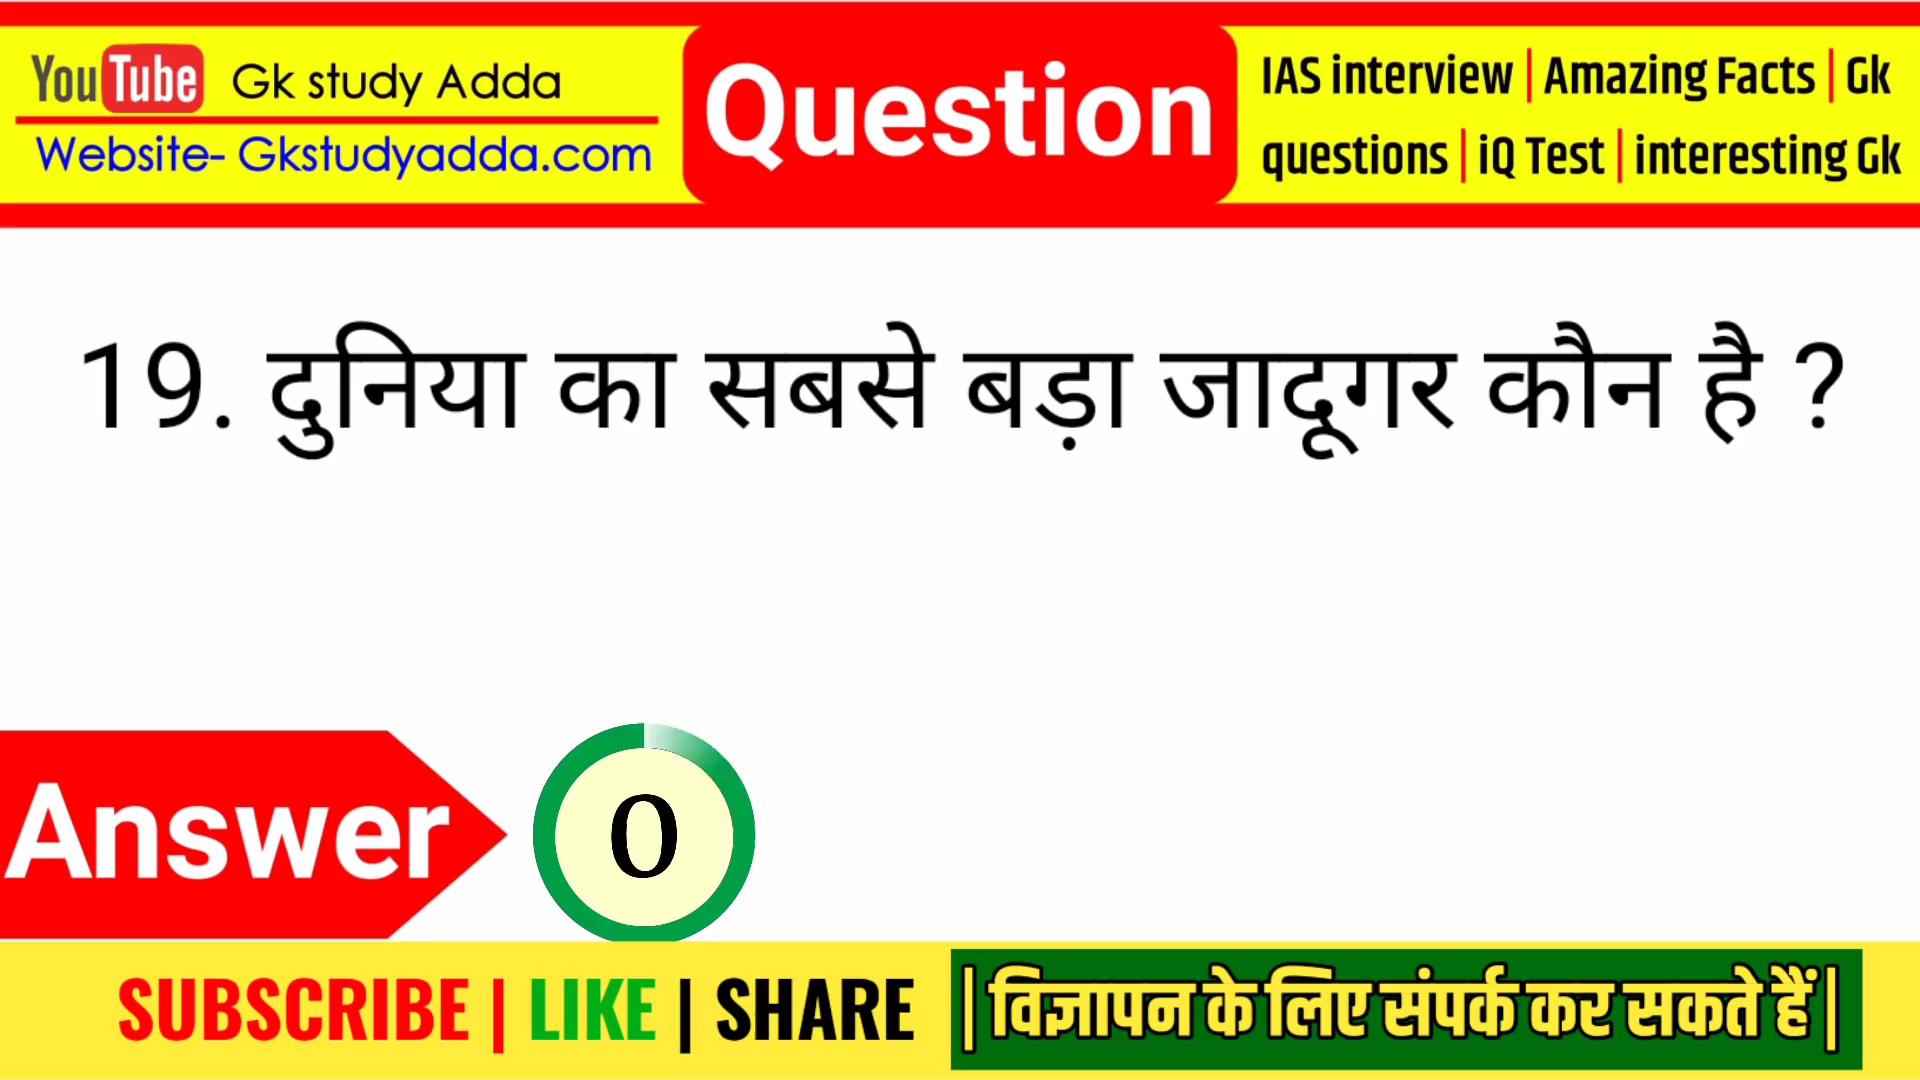 YouTube Gk study Adda
Website- Gkstudyadda.com
Question
IAS interview | Amazing Facts | Gk
questions | iQ Test | interesting Gk
19. दुनिया का सबसे बड़ा जादूगर कौन है ?
Answer
0
SUBSCRIBE | LIKE | SHARE
| विज्ञापन के लिए संपर्क कर सकते हैं |